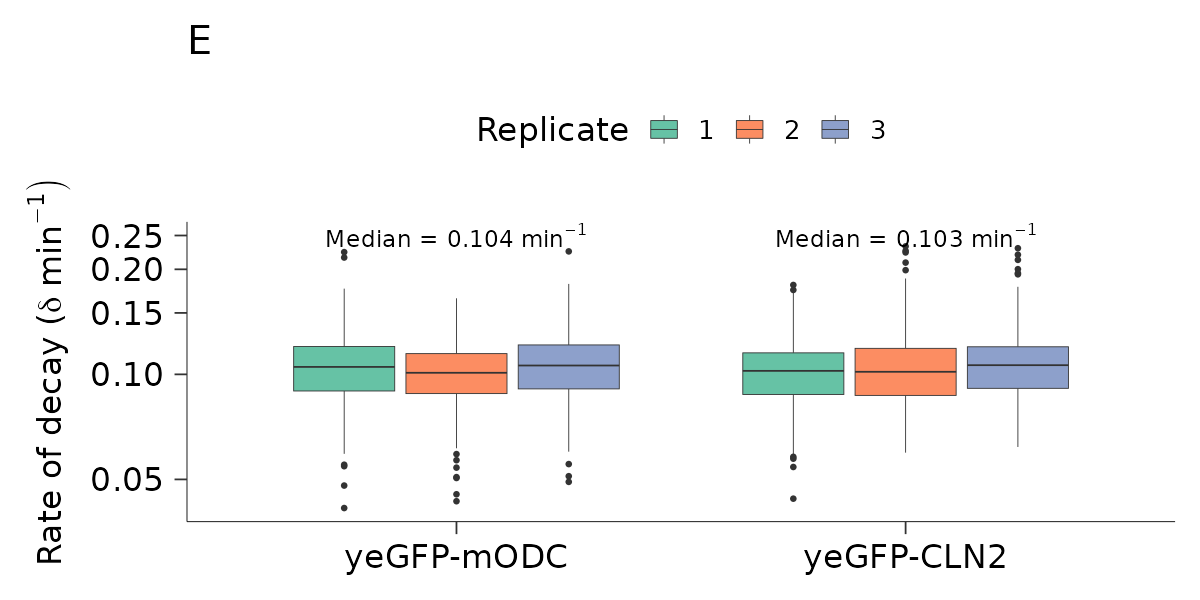 E
Replicate 1 2 3
Rate of decay (δ min⁻¹)
0.25
0.20
0.15
0.10
0.05
Median = 0.104 min⁻¹
Median = 0.103 min⁻¹
yeGFP-mODC
yeGFP-CLN2